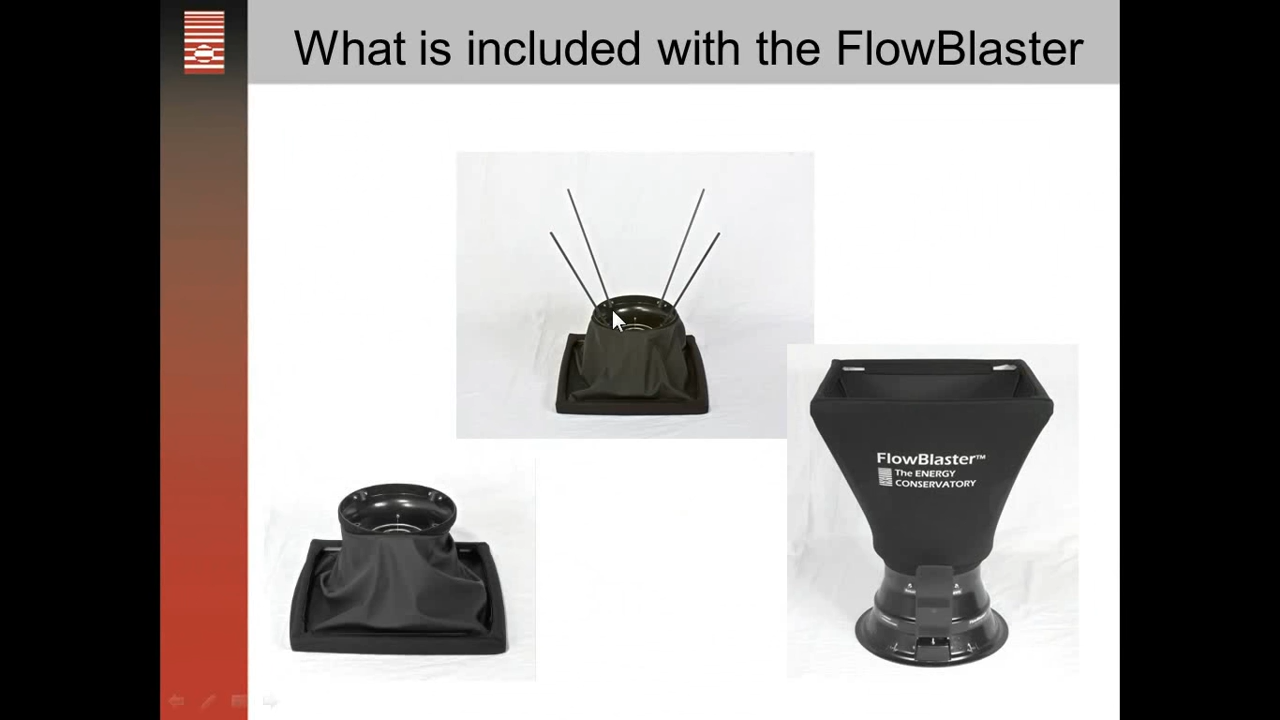 What is included with the FlowBlaster
FlowBlaster™
The ENERGY
CONSERVATORY